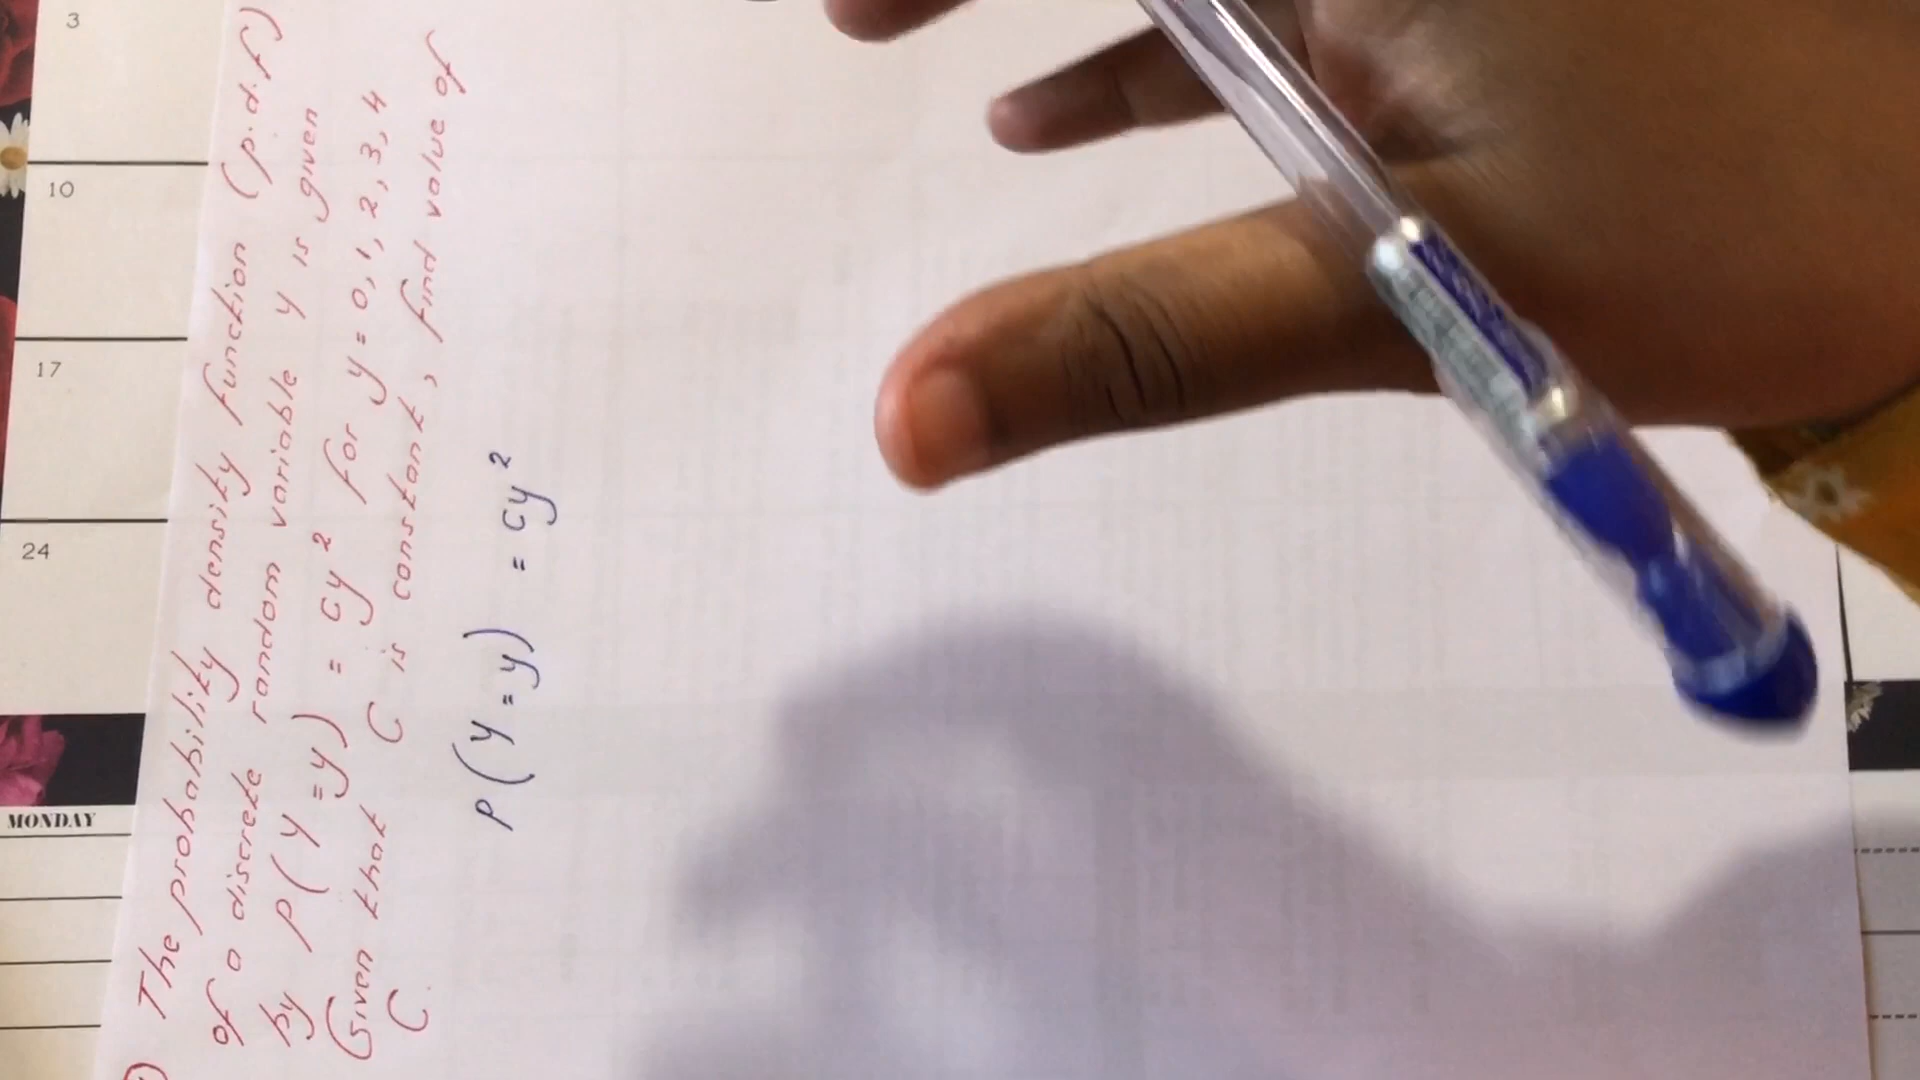 The probability density function (p.d.f)
of a discrete random variable Y is given
by P(Y=y) = cy² for y = 0, 1, 2, 3, 4
Given that C is constant, find value of
C.
P(Y=y) = cy²
3
10
17
24
MONDAY